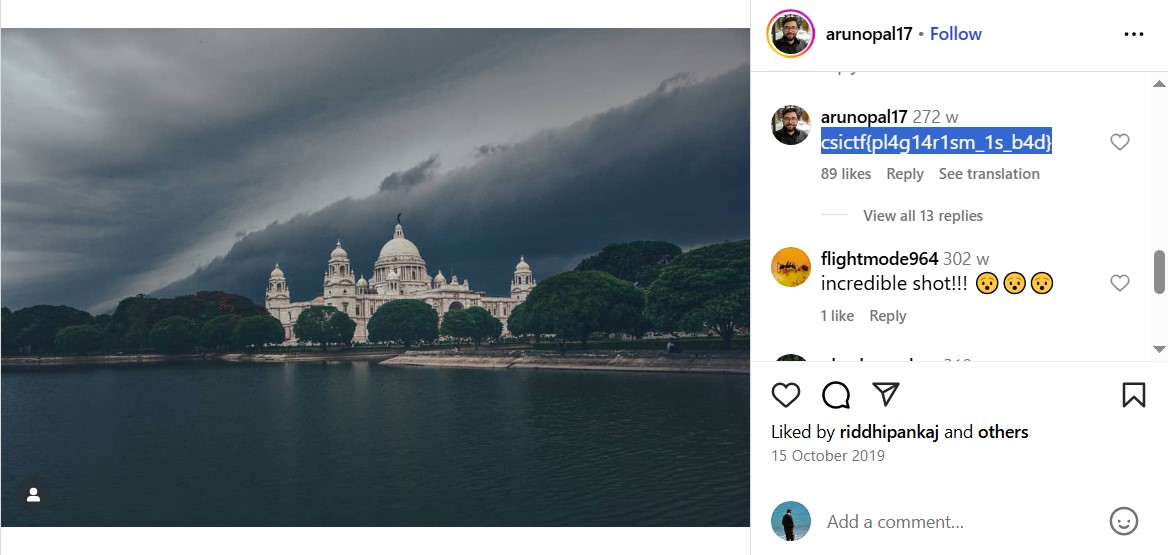 arunopal17 • Follow
arunopal17 272 w
csictf{pl4g14r1sm_1s_b4d}
89 likes Reply See translation
View all 13 replies
flightmode964 302 w
incredible shot!!! 😯😯😯
1 like Reply
Liked by riddhipankaj and others
15 October 2019
Add a comment...